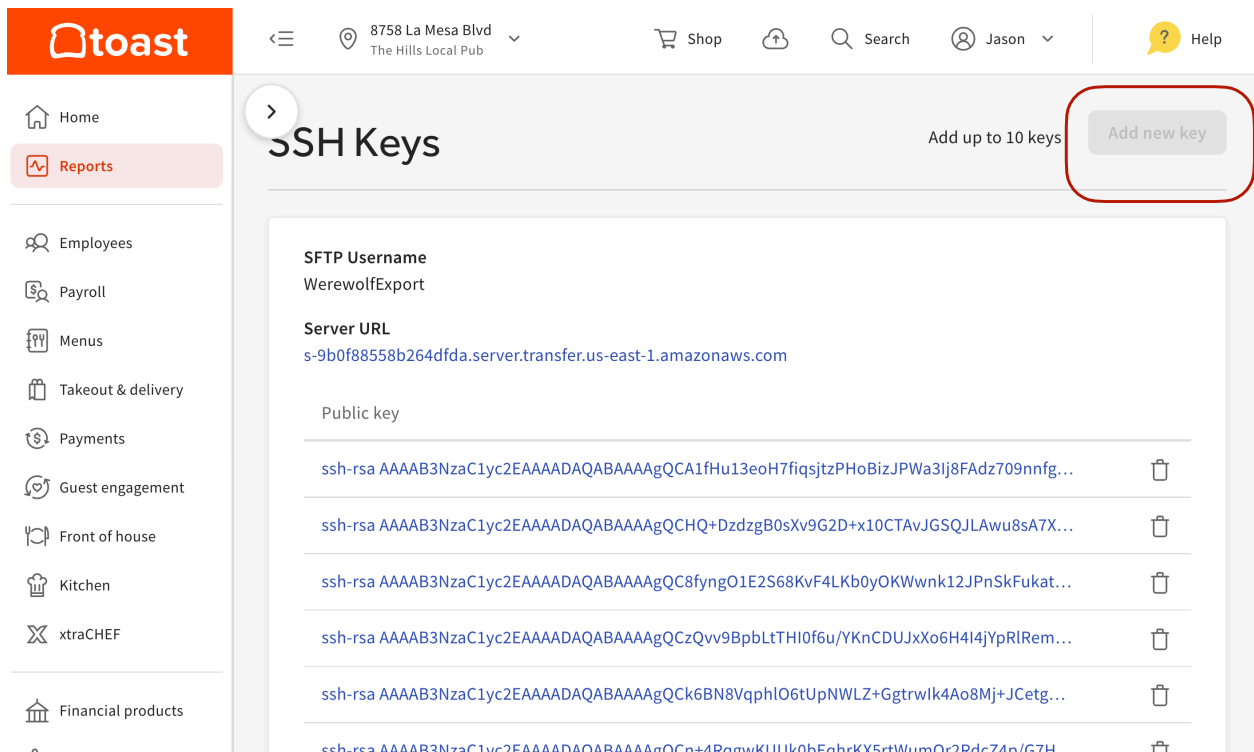 toast
8758 La Mesa Blvd
The Hills Local Pub
Shop
Search
Jason
? Help
Home
Reports
Employees
Payroll
Menus
Takeout & delivery
Payments
Guest engagement
Front of house
Kitchen
xtraCHEF
Financial products
SSH Keys
Add up to 10 keys
Add new key
SFTP Username
WerewolfExport
Server URL
s-9b0f88558b264dfda.server.transfer.us-east-1.amazonaws.com
Public key
ssh-rsa AAAAB3NzaC1yc2EAAAADAQABAAAAgQCA1fHu13eoH7fiqsjtzPHoBizJPWa3Ij8FAdz709nnfg…
ssh-rsa AAAAB3NzaC1yc2EAAAADAQABAAAAgQCHQ+DzdzgB0sXv9G2D+x10CTAvJGSQJLAwu8sA7X…
ssh-rsa AAAAB3NzaC1yc2EAAAADAQABAAAAgQC8fyngO1E2S68KvF4LKb0yOKWwnk12JPnSkFukat…
ssh-rsa AAAAB3NzaC1yc2EAAAADAQABAAAAgQCzQvv9BpbLtTHI0f6u/YKnCDUJxXo6H4I4jYpRlRem…
ssh-rsa AAAAB3NzaC1yc2EAAAADAQABAAAAgQCk6BN8VqphlO6tUpNWLZ+GgtrwIk4Ao8Mj+JCetg…
ssh-rsa